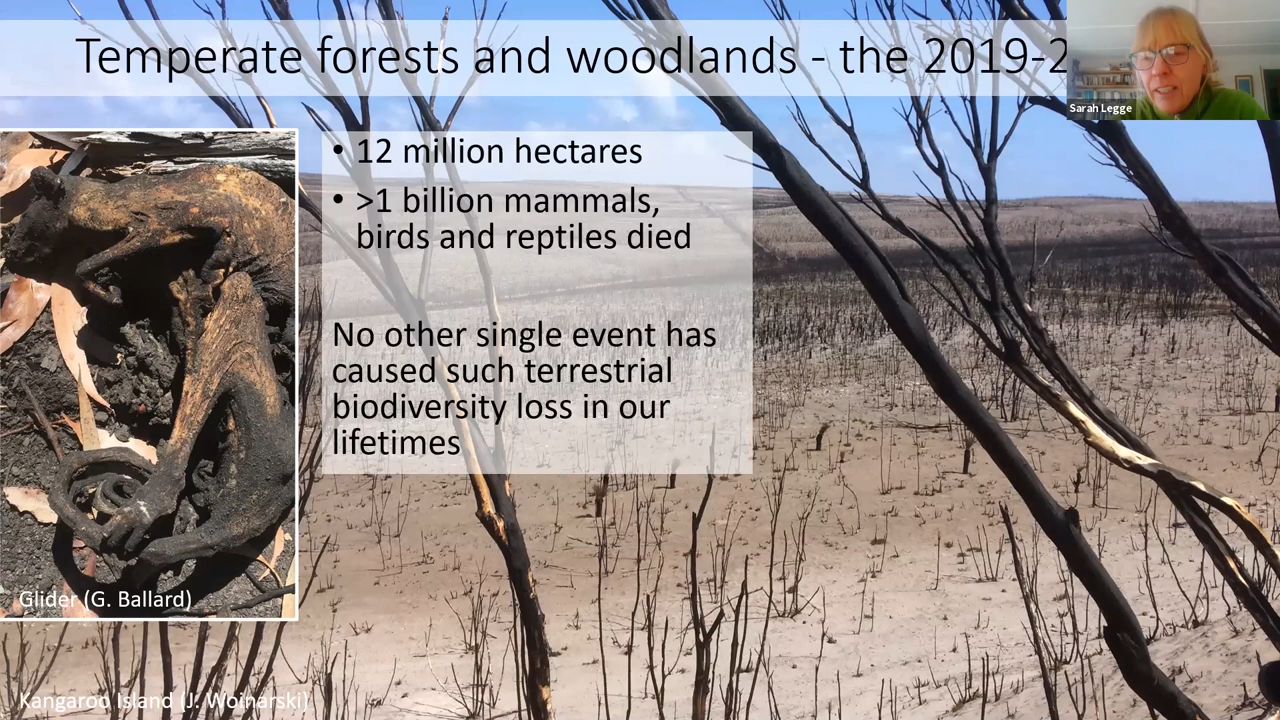 Temperate forests and woodlands - the 2019-2
Sarah Legge
• 12 million hectares
• >1 billion mammals,
birds and reptiles died
No other single event has
caused such terrestrial
biodiversity loss in our
lifetimes
Glider (G. Ballard)
Kangaroo Island (J. Woinarski)